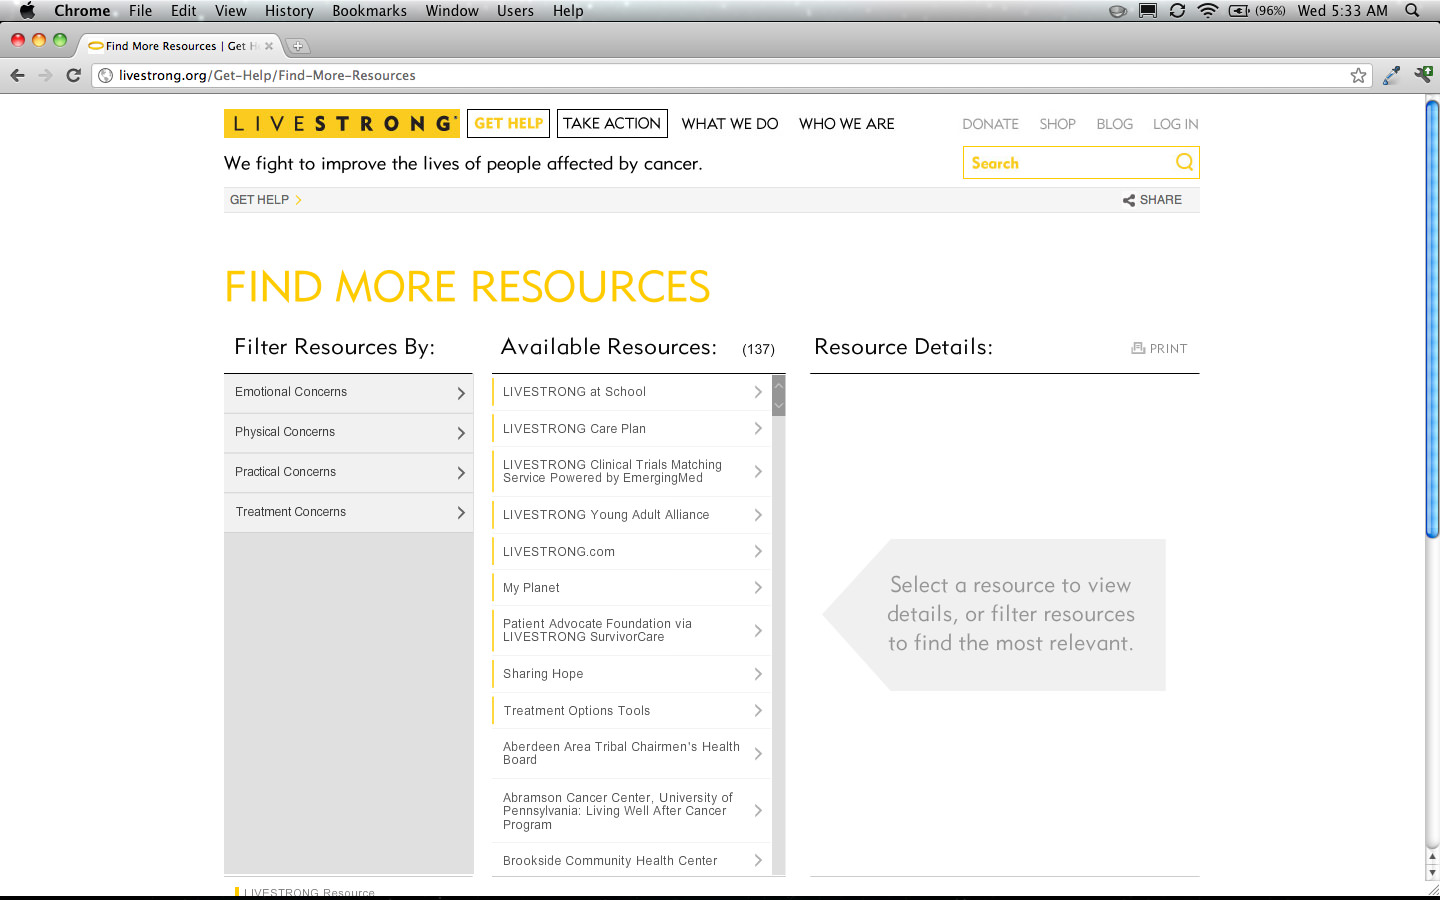 Chrome File Edit View History Bookmarks Window Users Help (96%) Wed 5:33 AM
Find More Resources | Get H
livestrong.org/Get-Help/Find-More-Resources
LIVESTRONG GET HELP TAKE ACTION WHAT WE DO WHO WE ARE DONATE SHOP BLOG LOG IN
We fight to improve the lives of people affected by cancer.
Search
GET HELP SHARE
FIND MORE RESOURCES
Filter Resources By:
Emotional Concerns
Physical Concerns
Practical Concerns
Treatment Concerns
Available Resources: (137)
LIVESTRONG at School
LIVESTRONG Care Plan
LIVESTRONG Clinical Trials Matching
Service Powered by EmergingMed
LIVESTRONG Young Adult Alliance
LIVESTRONG.com
My Planet
Patient Advocate Foundation via
LIVESTRONG SurvivorCare
Sharing Hope
Treatment Options Tools
Aberdeen Area Tribal Chairmen's Health
Board
Abramson Cancer Center, University of
Pennsylvania: Living Well After Cancer
Program
Brookside Community Health Center
Resource Details: PRINT
Select a resource to view
details, or filter resources
to find the most relevant.
LIVESTRONG Resource